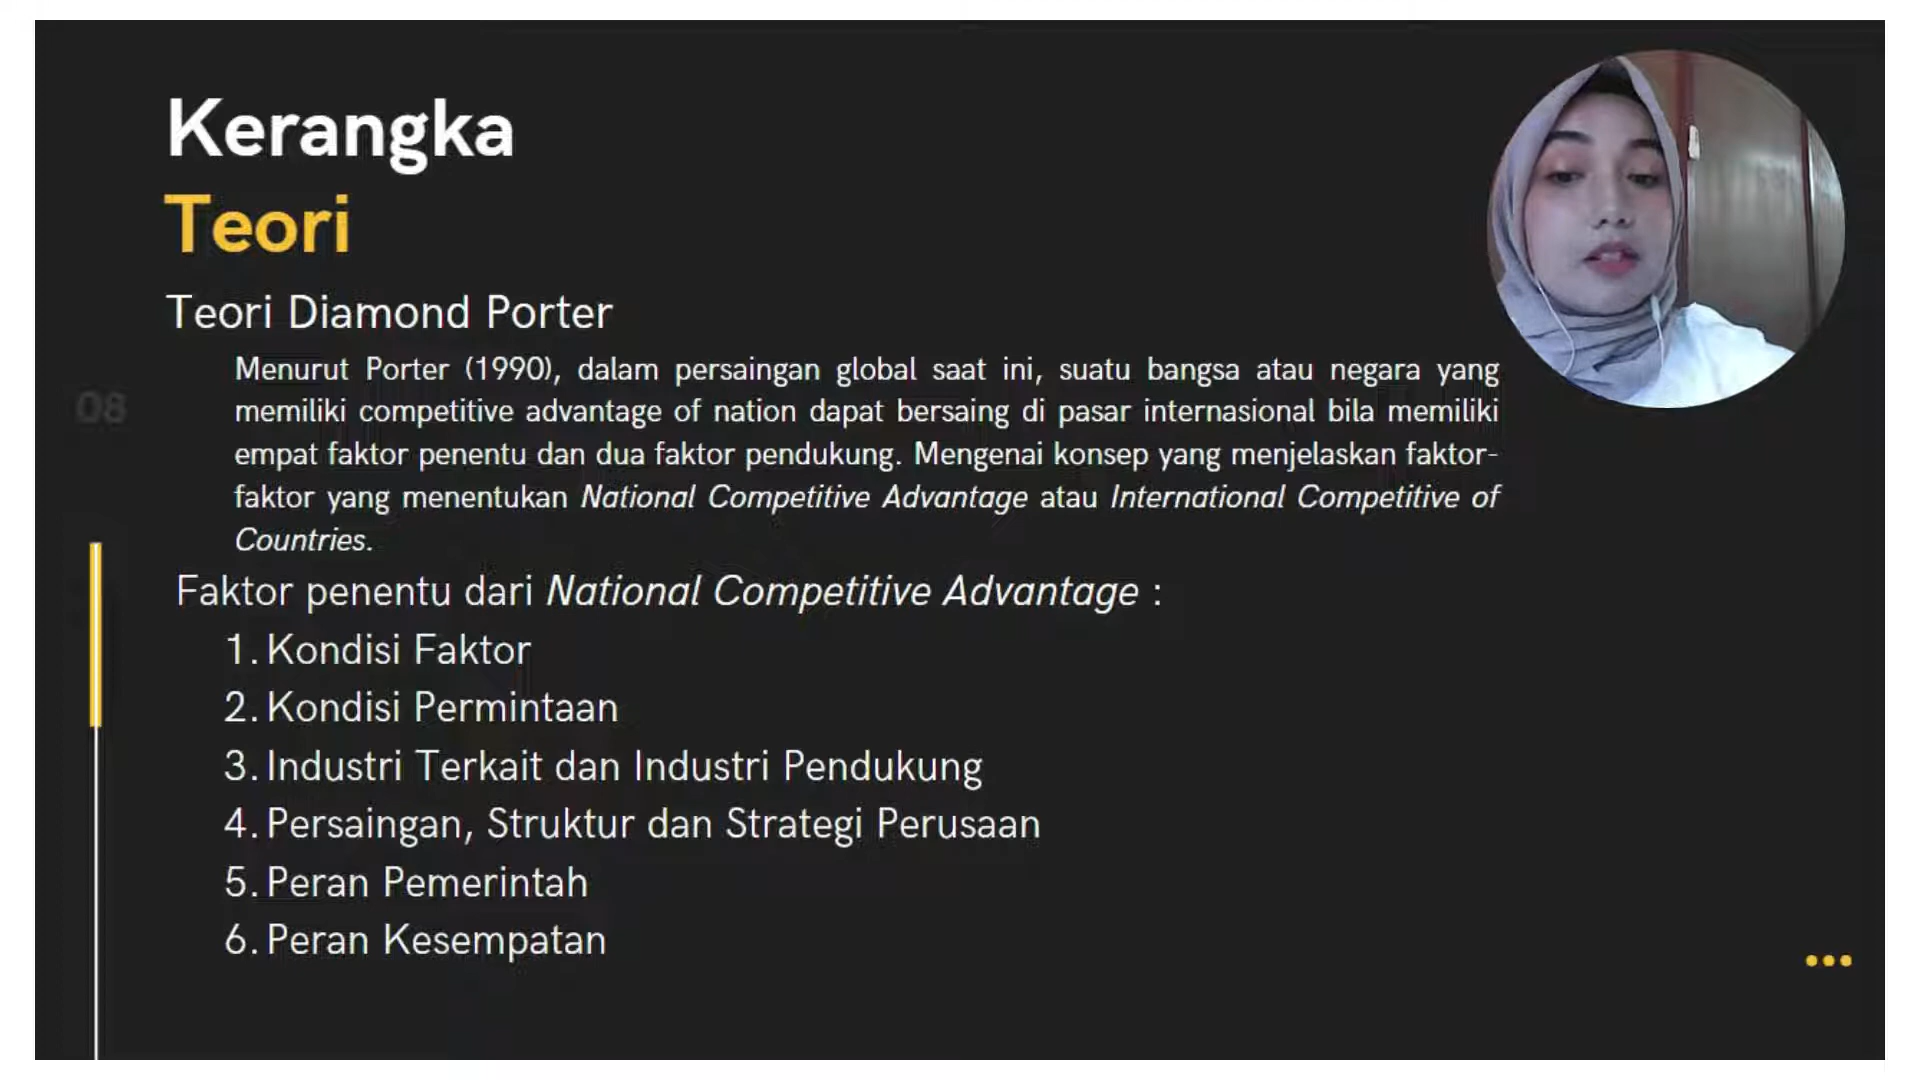 Kerangka
Teori
Teori Diamond Porter
Menurut Porter (1990), dalam persaingan global saat ini, suatu bangsa atau negara yang
memiliki competitive advantage of nation dapat bersaing di pasar internasional bila memiliki
empat faktor penentu dan dua faktor pendukung. Mengenai konsep yang menjelaskan faktor-
faktor yang menentukan National Competitive Advantage atau International Competitive of
Countries.
08
Faktor penentu dari National Competitive Advantage :
1. Kondisi Faktor
2. Kondisi Permintaan
3. Industri Terkait dan Industri Pendukung
4. Persaingan, Struktur dan Strategi Perusaan
5. Peran Pemerintah
6. Peran Kesempatan